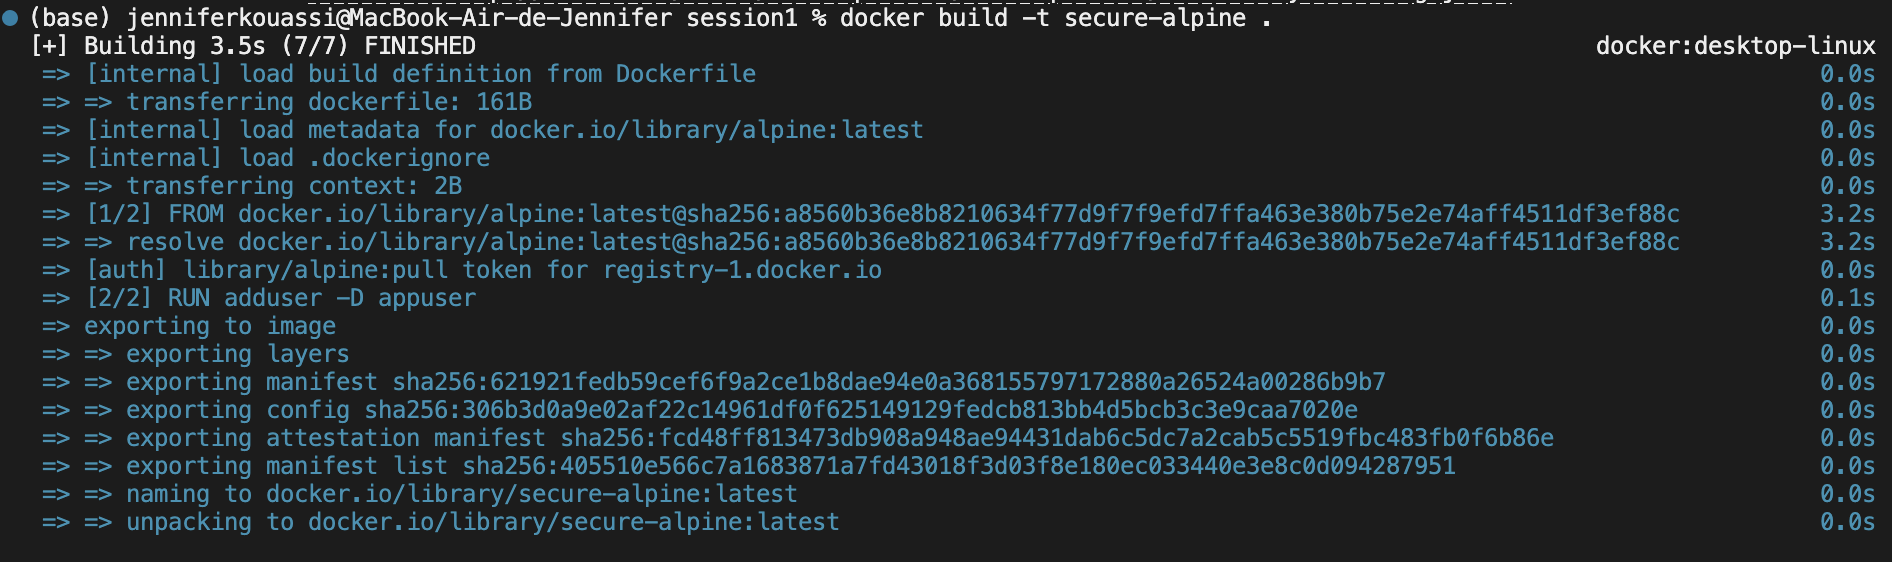 (base) jenniferkouassi@MacBook-Air-de-Jennifer session1 % docker build -t secure-alpine .
[+] Building 3.5s (7/7) FINISHED docker:desktop-linux
=> [internal] load build definition from Dockerfile 0.0s
=> => transferring dockerfile: 161B 0.0s
=> [internal] load metadata for docker.io/library/alpine:latest 0.0s
=> [internal] load .dockerignore 0.0s
=> => transferring context: 2B 0.0s
=> [1/2] FROM docker.io/library/alpine:latest@sha256:a8560b36e8b8210634f77d9f7f9efd7ffa463e380b75e2e74aff4511df3ef88c 3.2s
=> => resolve docker.io/library/alpine:latest@sha256:a8560b36e8b8210634f77d9f7f9efd7ffa463e380b75e2e74aff4511df3ef88c 3.2s
=> [auth] library/alpine:pull token for registry-1.docker.io 0.0s
=> [2/2] RUN adduser -D appuser 0.1s
=> exporting to image 0.0s
=> => exporting layers 0.0s
=> => exporting manifest sha256:621921fedb59cef6f9a2ce1b8dae94e0a368155797172880a26524a00286b9b7 0.0s
=> => exporting config sha256:306b3d0a9e02af22c14961df0f625149129fedcb813bb4d5bcb3c3e9caa7020e 0.0s
=> => exporting attestation manifest sha256:fcd48ff813473db908a948ae94431dab6c5dc7a2cab5c5519fbc483fb0f6b86e 0.0s
=> => exporting manifest list sha256:405510e566c7a1683871a7fd43018f3d03f8e180ec033440e3e8c0d094287951 0.0s
=> => naming to docker.io/library/secure-alpine:latest 0.0s
=> => unpacking to docker.io/library/secure-alpine:latest 0.0s